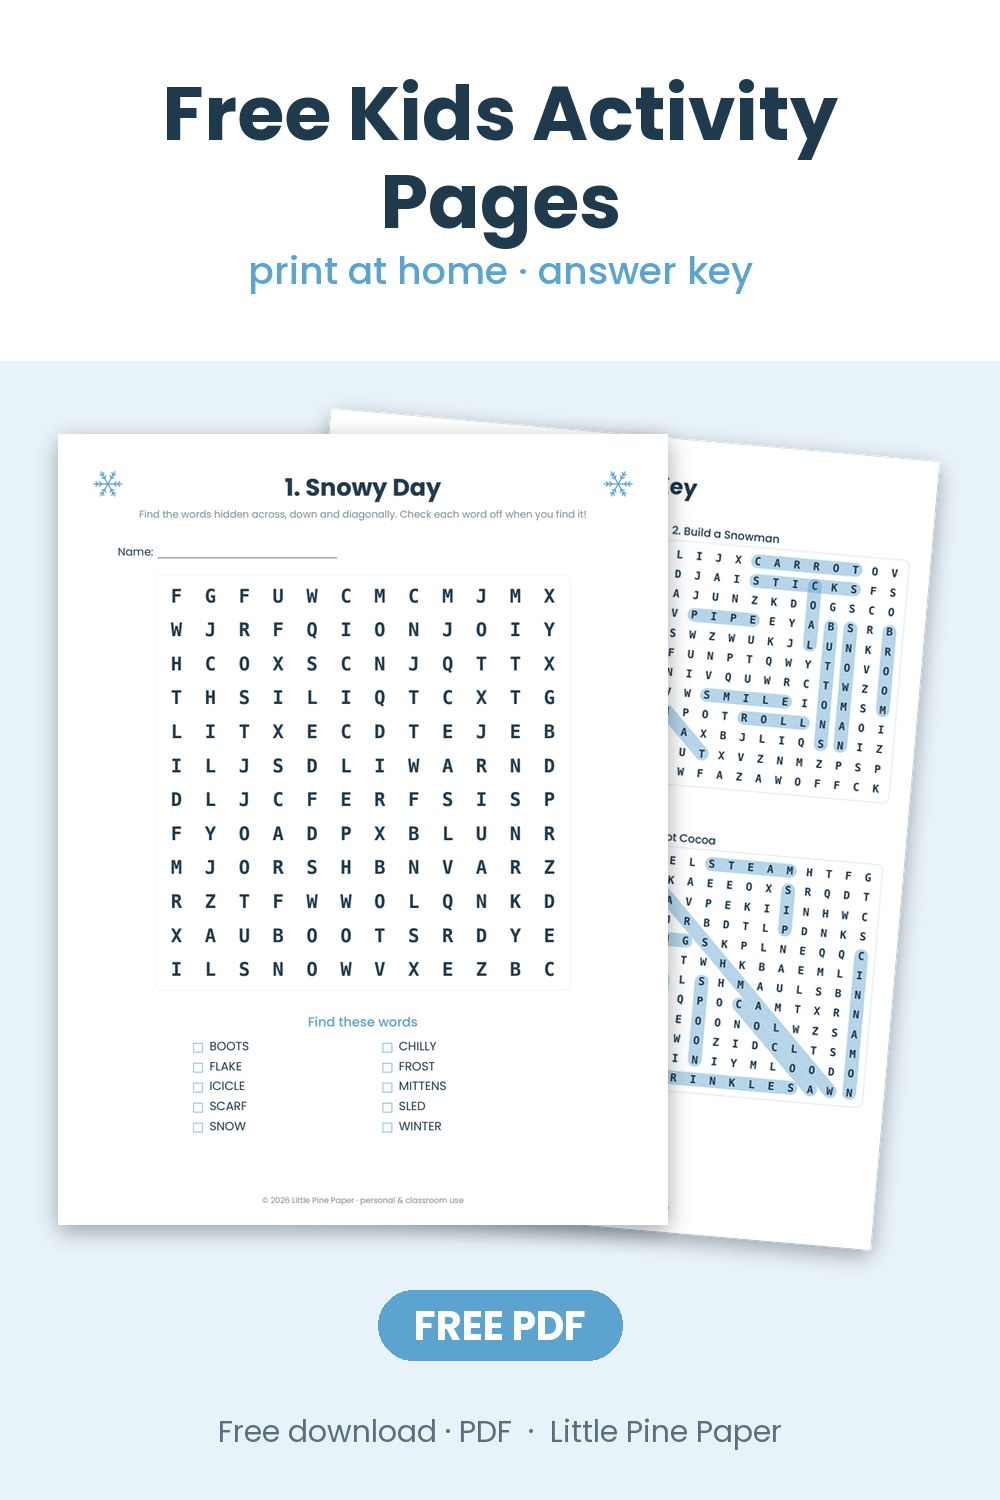 Free Kids Activity
Pages
print at home · answer key
1. Snowy Day
Find the words hidden across, down and diagonally. Check each word off when you find it!
Name:
F G F U W C M C M J M X
W J R F Q I O N J O I Y
H C O X S C N J Q T T X
T H S I L I Q T C X T G
L I T X E C D T E J E B
I L J S D L I W A R N D
D L J C F E R F S I S P
F Y O A D P X B L U N R
M J O R S H B N V A R Z
R Z T F W W O L Q N K D
X A U B O O T S R D Y E
I L S N O W V X E Z B C
Find these words
BOOTS
FLAKE
ICICLE
SCARF
SNOW
CHILLY
FROST
MITTENS
SLED
WINTER
© 2026 Little Pine Paper · personal & classroom use
2. Build a Snowman
L I J X C A R R O T O V
D J A I S T I C K S F S
A J U N Z K D O G S C O
V P I P E E Y A B S R B
S W Z W U K J L U N K R
F U N P T Q W Y T O V O
N I V Q U W R C T W Z O
V W S M I L E I O M S M
P O T R O L L N A O I
A X B J L I Q S N I Z
U T X V Z N M Z P S P
W F A Z A W O F F C K
Cocoa
E L S T E A M H T F G
K A E E O X S R Q D T
A V P E K I I N H W C
R B D T L P D N K S
G S K P L N E Q Q C
T W H K B A E M L I
L S H M A U L S B N
Q P O C A M T X R N
E O O N O L W Z S A
W O Z I D C L T S M
I N I Y M L O O D O
R I N K L E S A W N
FREE PDF
Free download · PDF · Little Pine Paper